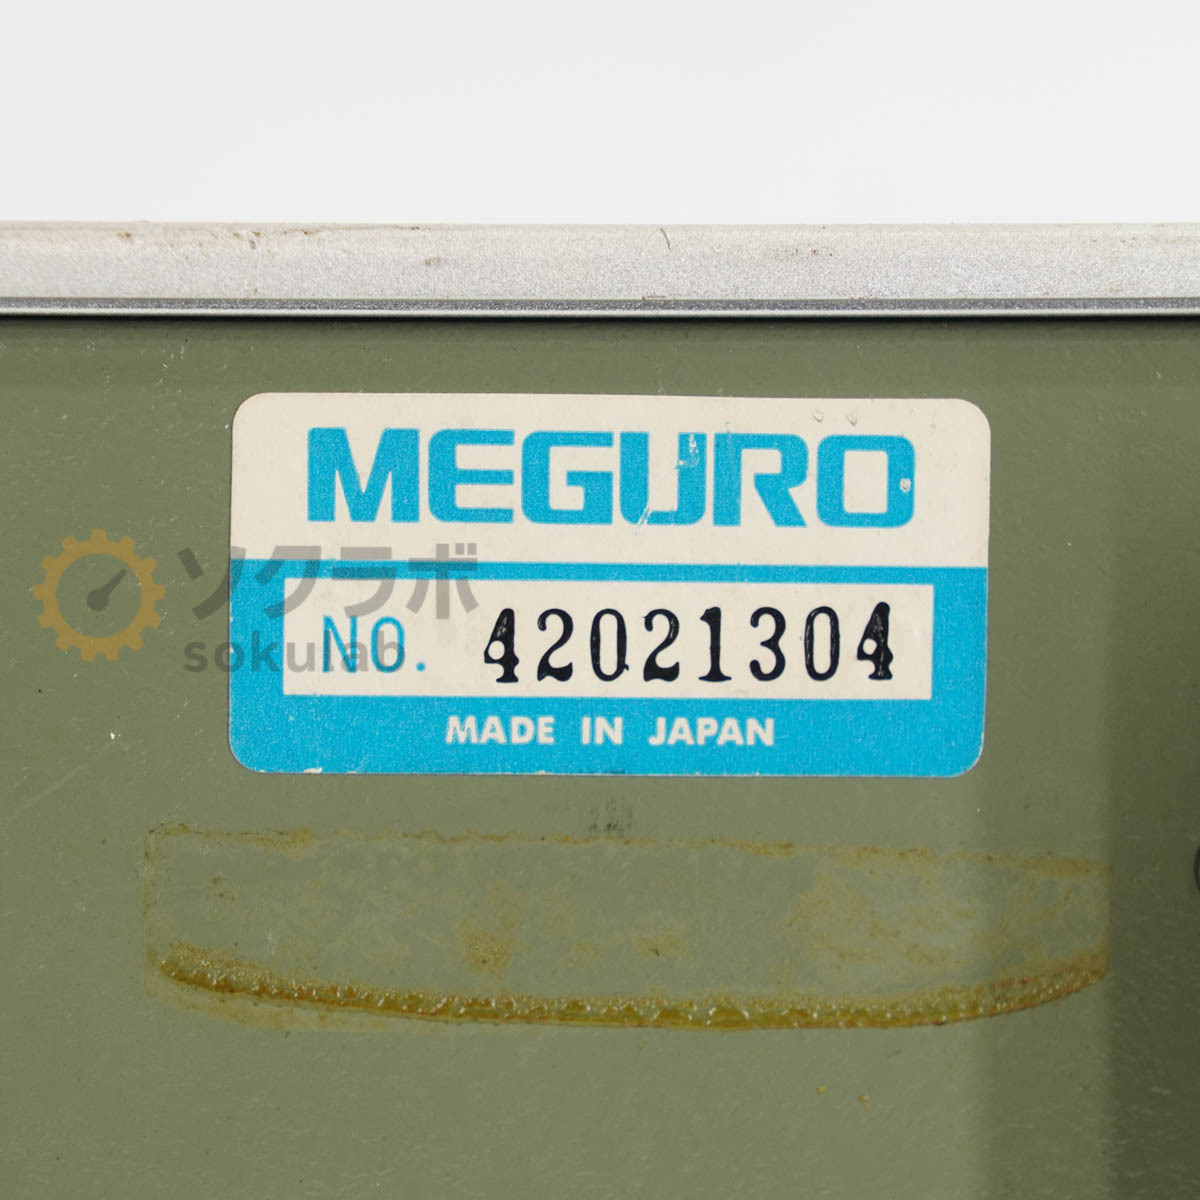 MEGURO
ソクラボ
sokulab
NO. 42021304
MADE IN JAPAN